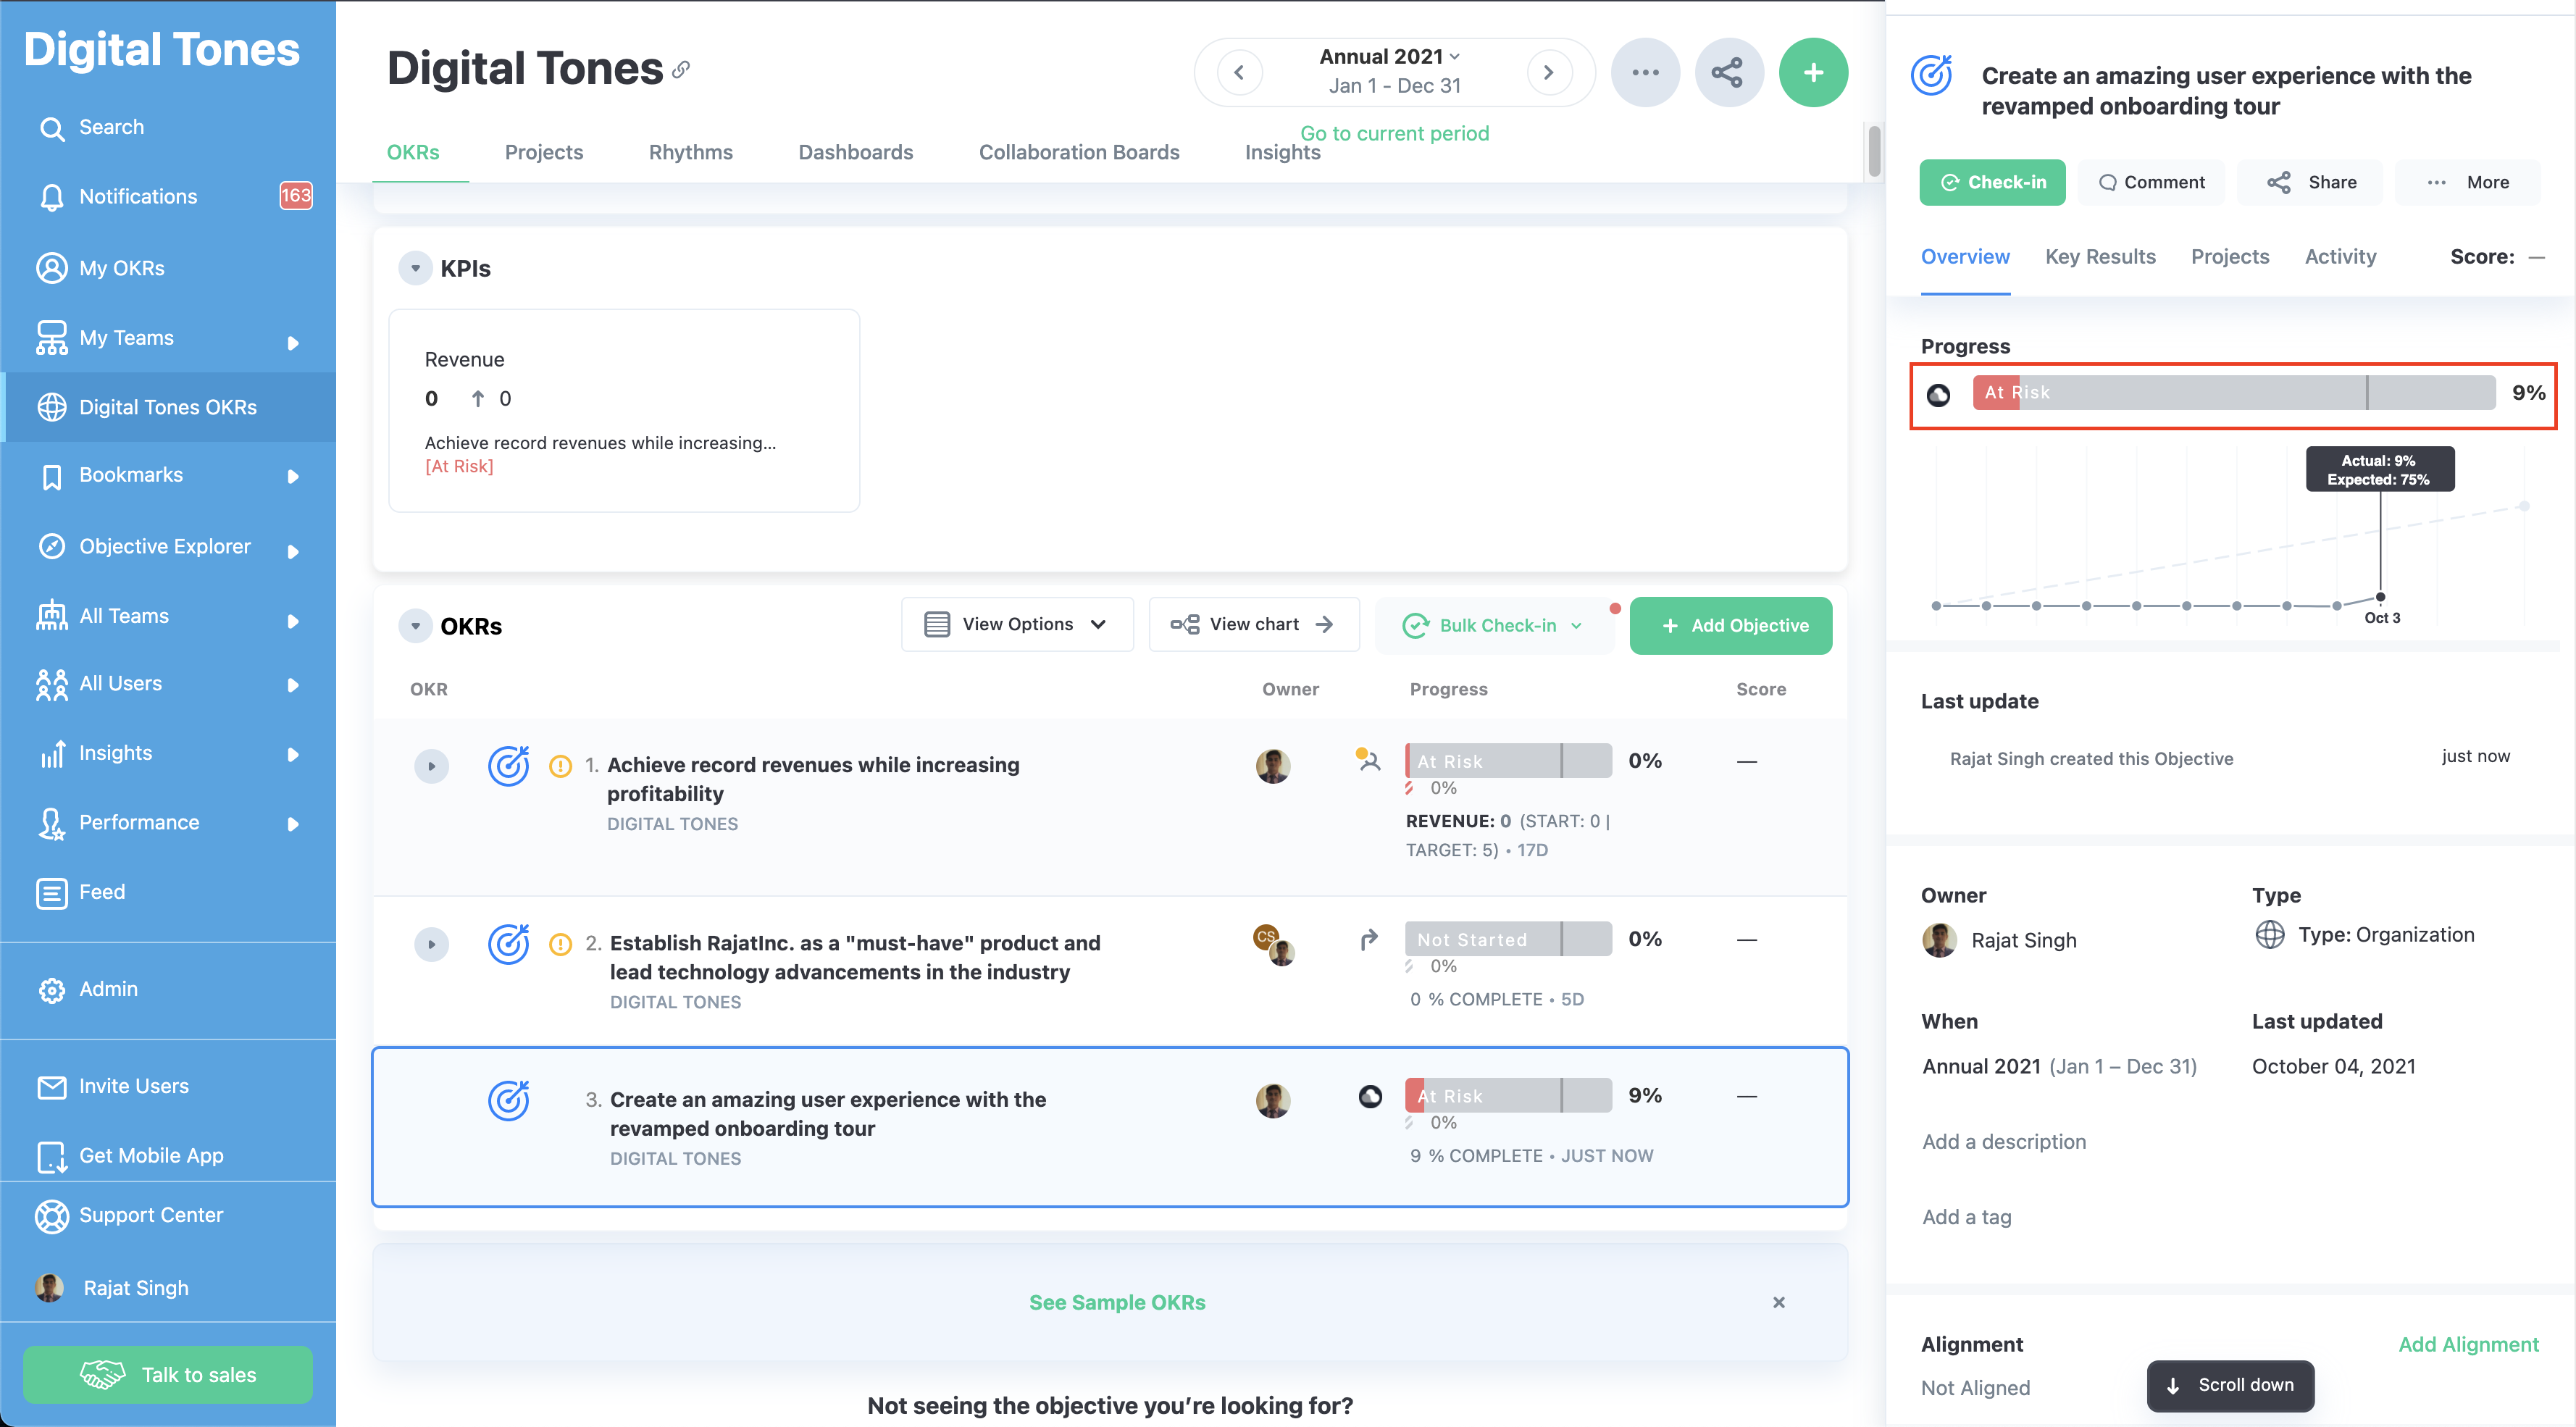 Digital Tones
Search
Notifications
163
My OKRs
My Teams
Digital Tones OKRs
Bookmarks
Objective Explorer
All Teams
All Users
Insights
Performance
Feed
Admin
Invite Users
Get Mobile App
Support Center
Rajat Singh
Talk to sales
Digital Tones
Annual 2021
Jan 1 - Dec 31
Go to current period
OKRs
Projects
Rhythms
Dashboards
Collaboration Boards
Insights
KPIs
Revenue
0 ↑ 0
Achieve record revenues while increasing...
[At Risk]
OKRs
View Options
View chart
Bulk Check-in
+ Add Objective
OKR
Owner
Progress
Score
1. Achieve record revenues while increasing
profitability
DIGITAL TONES
At Risk
0%
—
0%
REVENUE: 0 (START: 0 |
TARGET: 5) • 17D
2. Establish RajatInc. as a "must-have" product and
lead technology advancements in the industry
DIGITAL TONES
CS
Not Started
0%
—
0%
0 % COMPLETE • 5D
3. Create an amazing user experience with the
revamped onboarding tour
DIGITAL TONES
At Risk
9%
—
0%
9 % COMPLETE • JUST NOW
See Sample OKRs
×
Not seeing the objective you're looking for?
Create an amazing user experience with the
revamped onboarding tour
Check-in
Comment
Share
More
Overview
Key Results
Projects
Activity
Score: —
Progress
At Risk
9%
Actual: 9%
Expected: 75%
Oct 3
Last update
Rajat Singh created this Objective
just now
Owner
Rajat Singh
Type
Type: Organization
When
Annual 2021 (Jan 1 – Dec 31)
Last updated
October 04, 2021
Add a description
Add a tag
Alignment
Add Alignment
Not Aligned
Scroll down